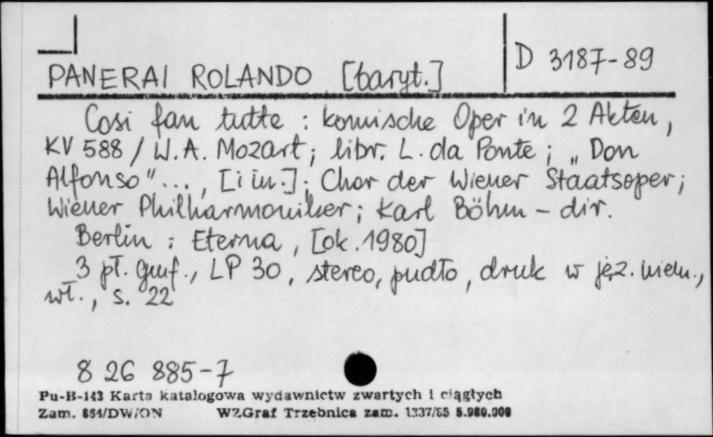 PANERAI ROLANDO [baryt.]
D 3187-89
Cosi fan tutte : komische Oper in 2 Akten,
KV 588 / W. A. Mozart ; libr. L. da Ponte ; „Don
Alfonso"..., [i in.] ; Chor der Wiener Staatsoper ;
Wiener Philharmoniker ; Karl Böhm - dir.
Berlin : Eterna, [ok. 1980]
3 pł. gmf., LP 30, stereo, pudło, druk w jęz. niem.,
wł., s. 22
8 26 885-7
Pu-B-143 Karta katalogowa wydawnictw zwartych i ciągłych
Zam. 884/DW/ON WZGraf Trzebnica zam. 1337/85 5.980.000